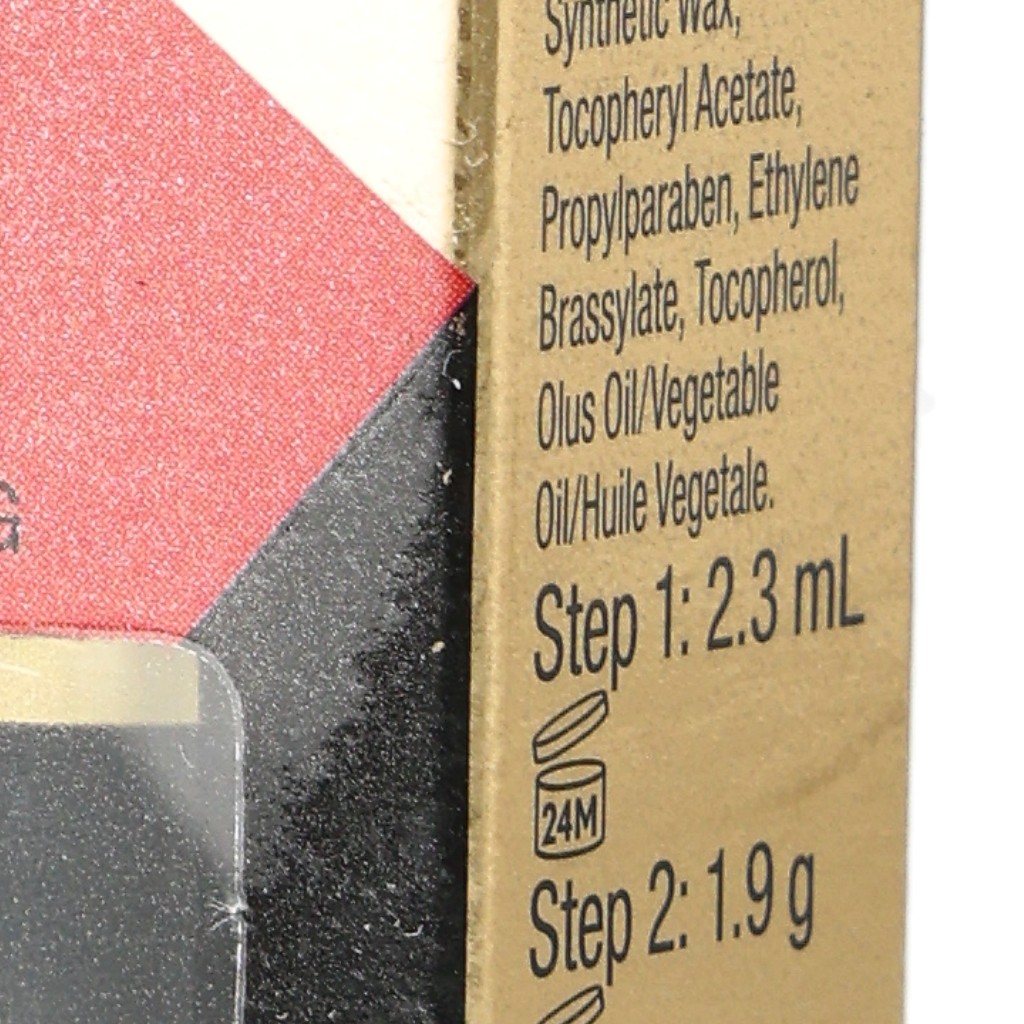 G
Synthetic Wax,
Tocopheryl Acetate,
Propylparaben, Ethylene
Brassylate, Tocopherol,
Olus Oil/Vegetable
Oil/Huile Vegetale.
Step 1: 2.3 mL
24M
Step 2: 1.9 g